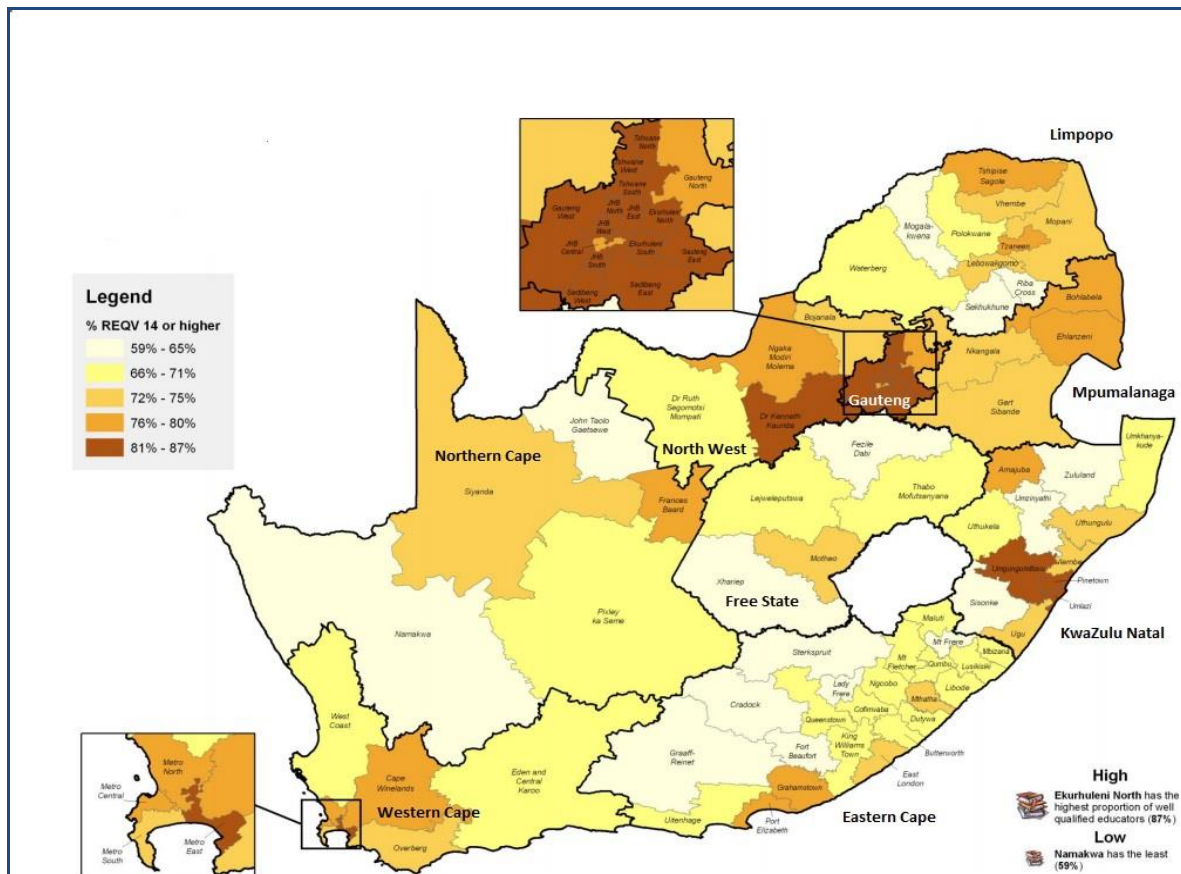 Limpopo
Tshwane
North
Tshwane
West
Tshwane
South
Gauteng
North
Gauteng
West
JHB
North
JHB
East
Ekurhuleni
North
JHB
West
JHB
Central
JHB
South
Ekurhuleni
South
Sedibeng
West
Sedibeng
East
Legend
% REQV 14 or higher
59% - 65%
66% - 71%
72% - 75%
76% - 80%
81% - 87%
Tshipise
Sagole
Vhembe
Mopani
Mogala-
kwena
Polokwane
Tzaneen
Waterberg
Lebowakgomo
Riba
Cross
Sekhukhune
Bohlabela
Ehlanzeni
Bojanala
Ngaka
Modiri
Molema
Nkangala
Gert
Sibande
Mpumalanaga
Gauteng
Dr Kenneth
Kaunda
Dr Ruth
Segomotsi
Mompati
North West
John Taolo
Gaetsewe
Northern Cape
Siyanda
Frances
Baard
Fezile
Dabi
Lejweleputswa
Thabo
Mofutsanyana
Motheo
Xhariep
Free State
Umkhanya-
kude
Zululand
Amajuba
Umzinyathi
Uthukela
Uthungulu
Umgungundlovu
Pinetown
Umlazi
Sisonke
Ugu
KwaZulu Natal
Namakwa
Pixley
ka Seme
Maluti
Mt Frere
Sterkspruit
Mt
Fletcher
Qumbu
Mbizana
Lusikisiki
Lady
Frere
Ngcobo
Libode
Mthatha
Cofimvaba
Cradock
Queenstown
Dutywa
King
Williams
Town
Butterworth
Fort
Beaufort
Graaff-
Reinet
East
London
Grahamstown
Uitenhage
Port
Elizabeth
Eastern Cape
West
Coast
Cape
Winelands
Eden and
Central
Karoo
Western Cape
Overberg
Metro
North
Metro
Central
Metro
South
Metro
East
High
Ekurhuleni North has the
highest proportion of well
qualified educators (87%)
Low
Namakwa has the least
(59%)